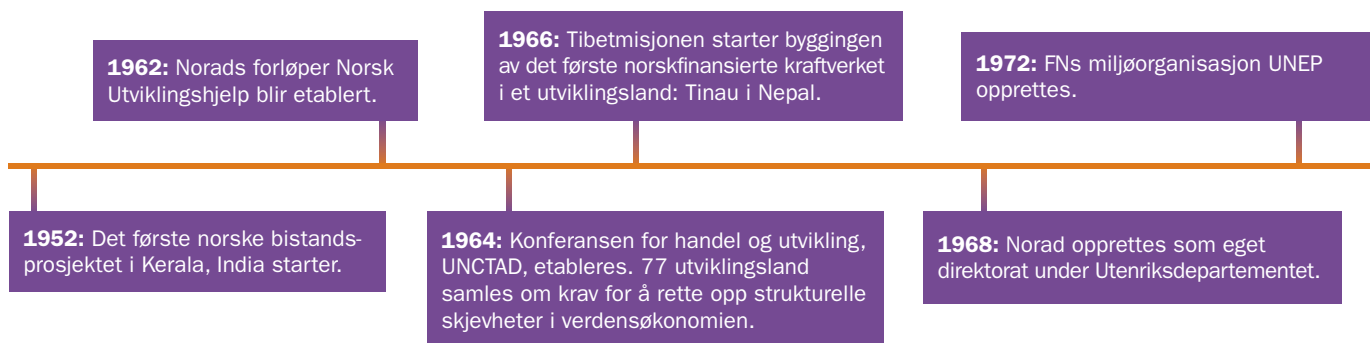 1962: Norads forløper Norsk
Utviklingshjelp blir etablert.
1966: Tibetmisjonen starter byggingen
av det første norskfinansierte kraftverket
i et utviklingsland: Tinau i Nepal.
1972: FNs miljøorganisasjon UNEP
opprettes.
1952: Det første norske bistands-
prosjektet i Kerala, India starter.
1964: Konferansen for handel og utvikling,
UNCTAD, etableres. 77 utviklingsland
samles om krav for å rette opp strukturelle
skjevheter i verdensøkonomien.
1968: Norad opprettes som eget
direktorat under Utenriksdepartementet.